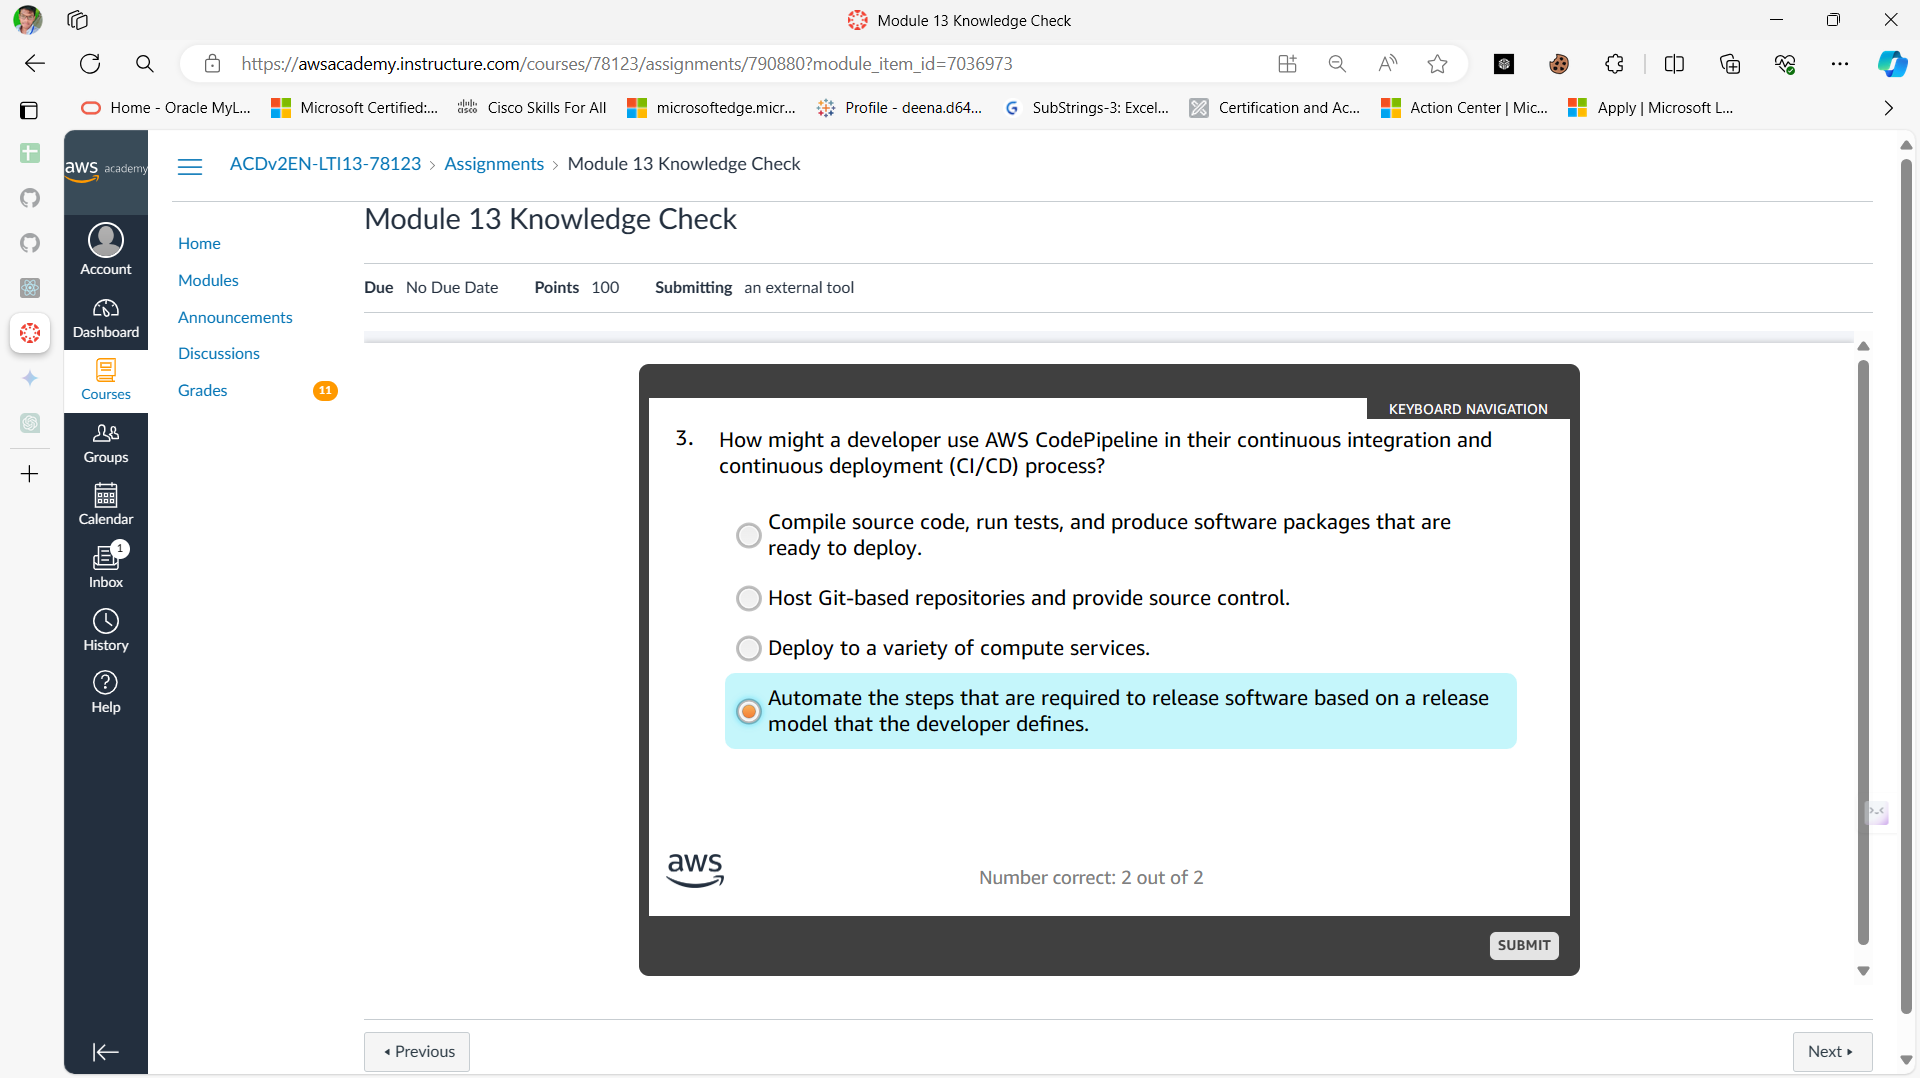 Module 13 Knowledge Check
https://awsacademy.instructure.com/courses/78123/assignments/790880?module_item_id=7036973
Home - Oracle MyL...
Microsoft Certified:...
Cisco Skills For All
microsoftedge.micr...
Profile - deena.d64...
SubStrings-3: Excel...
Certification and Ac...
Action Center | Mic...
Apply | Microsoft L...
aws academy
ACDv2EN-LTI13-78123 › Assignments › Module 13 Knowledge Check
Account
Dashboard
Courses
Groups
Calendar
1
Inbox
History
Help
Home
Modules
Announcements
Discussions
Grades 11
Module 13 Knowledge Check
Due No Due Date Points 100 Submitting an external tool
KEYBOARD NAVIGATION
3. How might a developer use AWS CodePipeline in their continuous integration and
continuous deployment (CI/CD) process?
Compile source code, run tests, and produce software packages that are
ready to deploy.
Host Git-based repositories and provide source control.
Deploy to a variety of compute services.
Automate the steps that are required to release software based on a release
model that the developer defines.
aws
Number correct: 2 out of 2
SUBMIT
Previous
Next